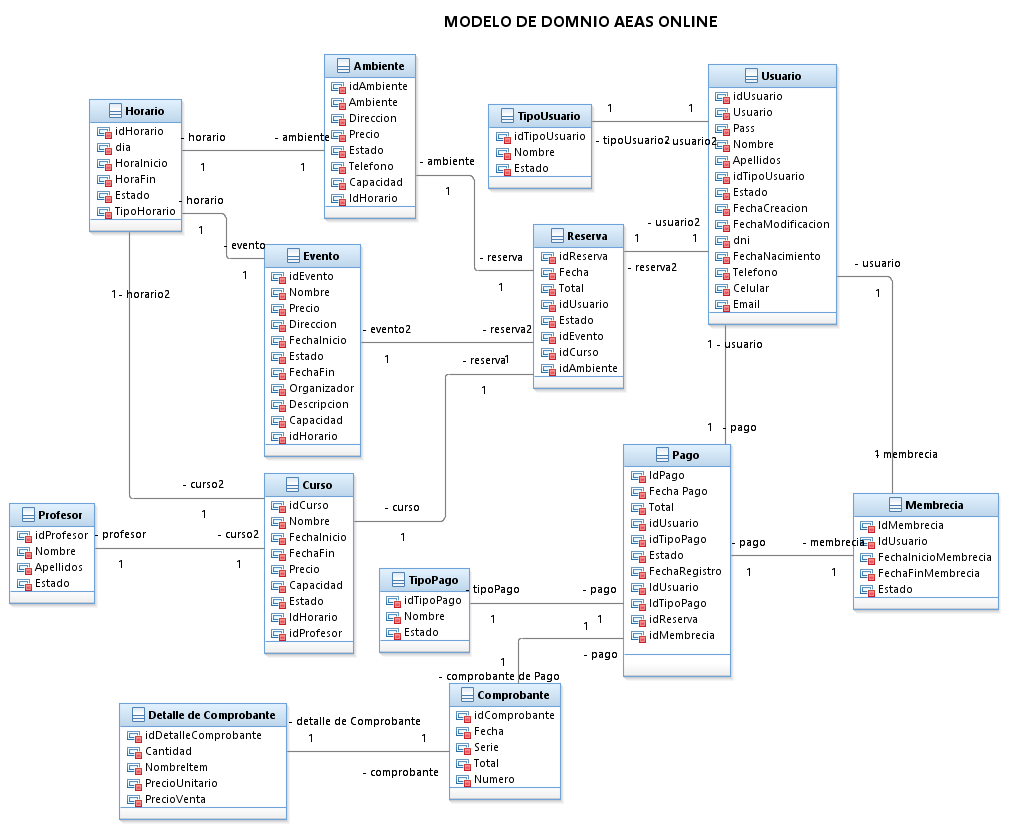 MODELO DE DOMNIO AEAS ONLINE
Horario
idHorario
dia
HoraInicio
HoraFin
Estado
TipoHorario
- horario
1
- ambiente
1
Ambiente
idAmbiente
Ambiente
Direccion
Precio
Estado
Telefono
Capacidad
IdHorario
- ambiente
1
- reserva
1
TipoUsuario
idTipoUsuario
Nombre
Estado
1
1
- tipoUsuario2
usuario2
Usuario
idUsuario
Usuario
Pass
Nombre
Apellidos
idTipoUsuario
Estado
FechaCreacion
FechaModificacion
dni
FechaNacimiento
Telefono
Celular
Email
- horario
1
- evento
1
Evento
idEvento
Nombre
Precio
Direccion
FechaInicio
Estado
FechaFin
Organizador
Descripcion
Capacidad
idHorario
- evento2
1
- reserva2
1
Reserva
idReserva
Fecha
Total
idUsuario
Estado
idEvento
idCurso
idAmbiente
- usuario2
1
1
- reserva2
- usuario
1
1
- membrecia
1 - usuario
1 - pago
1 - horario2
- curso2
1
- reserva
1
- curso
1
Curso
idCurso
Nombre
FechaInicio
FechaFin
Precio
Capacidad
Estado
IdHorario
idProfesor
Profesor
idProfesor
Nombre
Apellidos
Estado
- profesor
1
- curso2
1
Pago
IdPago
Fecha Pago
Total
idUsuario
idTipoPago
Estado
FechaRegistro
IdUsuario
IdTipoPago
idReserva
idMembrecia
- pago
1
- membrecia
1
Membrecia
IdMembrecia
IdUsuario
FechaInicioMembrecia
FechaFinMembrecia
Estado
TipoPago
idTipoPago
Nombre
Estado
- tipoPago
1
- pago
1
1
- pago
1
- comprobante de Pago
Comprobante
idComprobante
Fecha
Serie
Total
Numero
Detalle de Comprobante
idDetalleComprobante
Cantidad
NombreItem
PrecioUnitario
PrecioVenta
- detalle de Comprobante
1
1
- comprobante